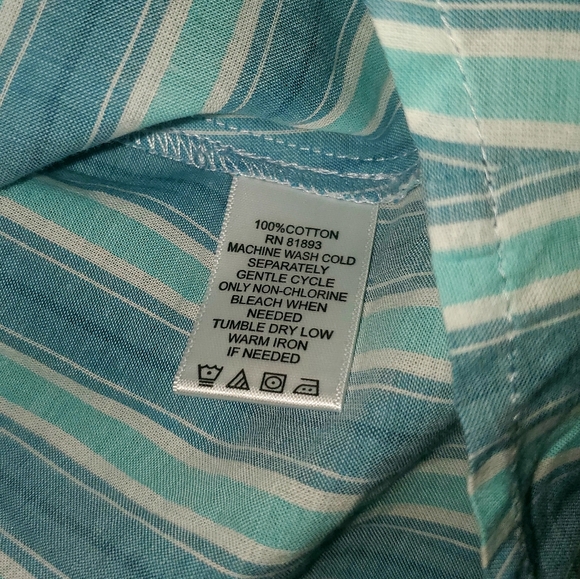 100%COTTON
RN 81893
MACHINE WASH COLD
SEPARATELY
GENTLE CYCLE
ONLY NON-CHLORINE
BLEACH WHEN
NEEDED
TUMBLE DRY LOW
WARM IRON
IF NEEDED